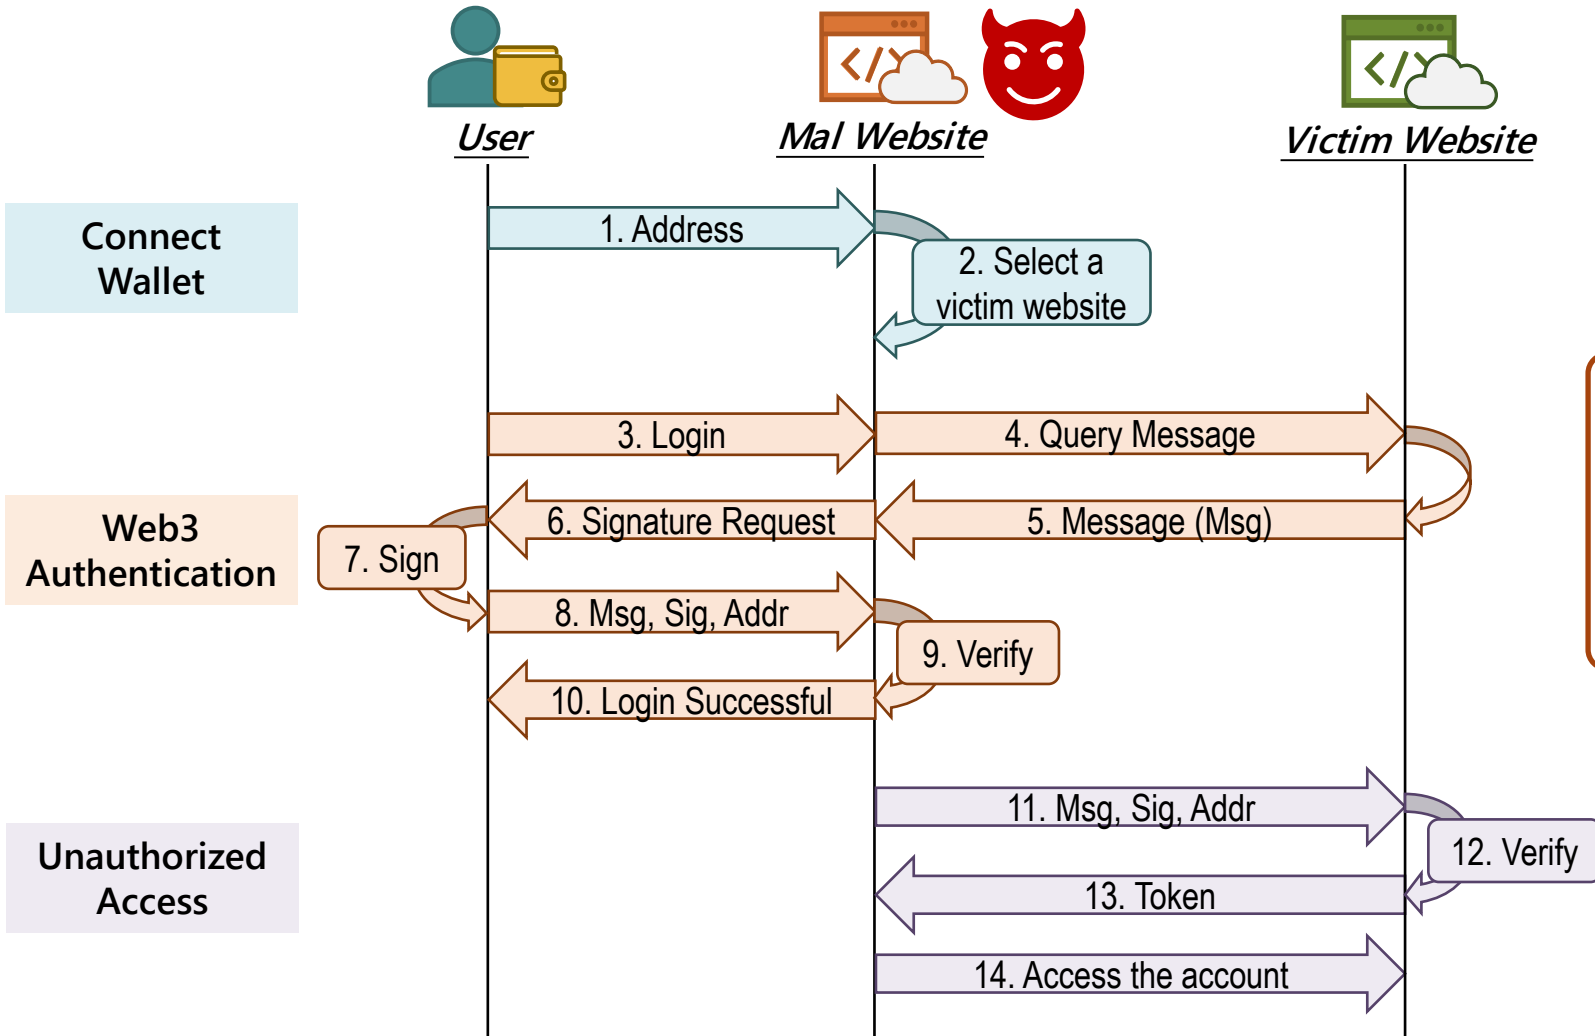 User
Mal Website
Victim Website
</>
</>
Connect
Wallet
1. Address
2. Select a
victim website
3. Login
4. Query Message
Web3
Authentication
6. Signature Request
5. Message (Msg)
7. Sign
8. Msg, Sig, Addr
9. Verify
10. Login Successful
Unauthorized
Access
11. Msg, Sig, Addr
12. Verify
13. Token
14. Access the account